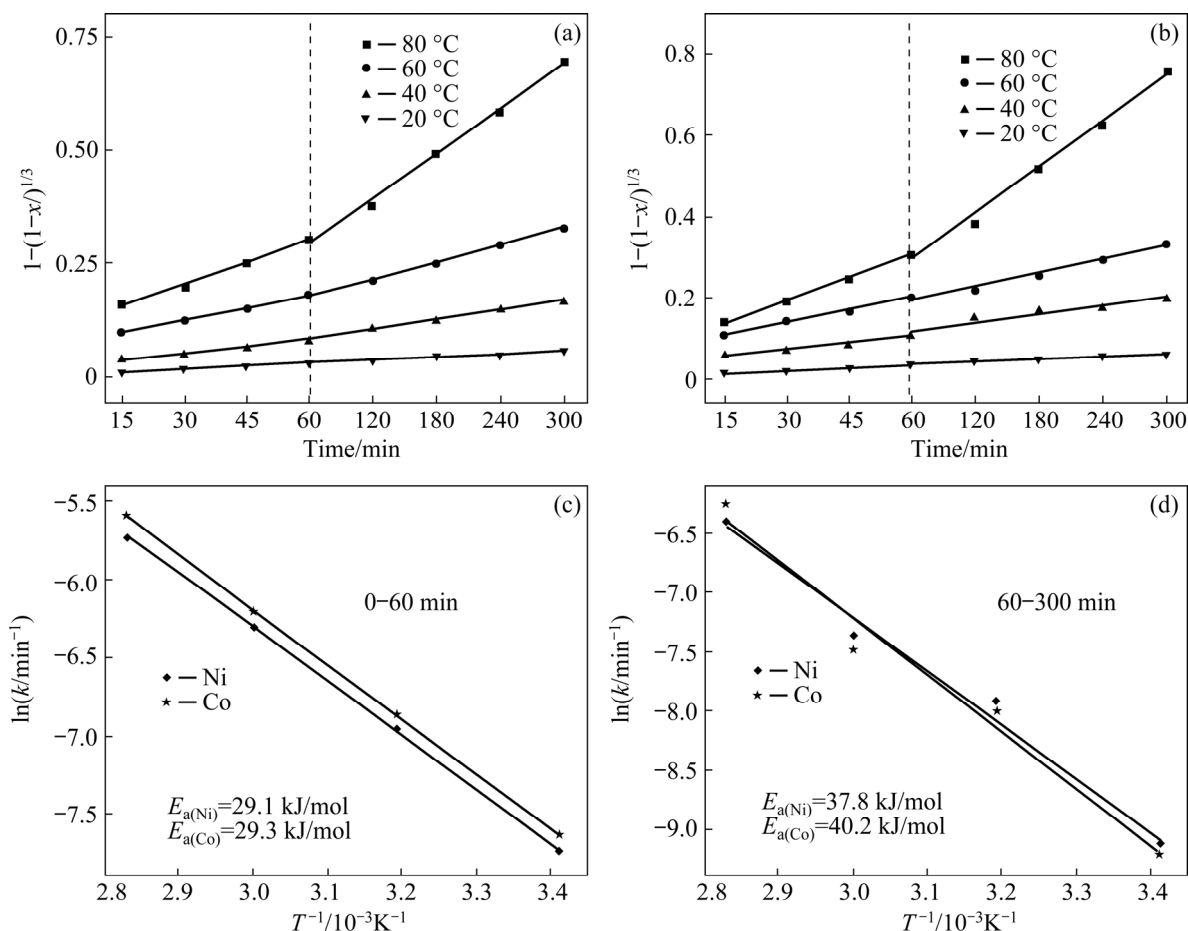 (a)
0.75
0.50
0.25
0
1−(1−x/)^{1/3}
80 °C
60 °C
40 °C
20 °C
15 30 45 60 120 180 240 300
Time/min
(b)
0.8
0.6
0.4
0.2
0
1−(1−x/)^{1/3}
80 °C
60 °C
40 °C
20 °C
15 30 45 60 120 180 240 300
Time/min
(c)
−5.5
−6.0
−6.5
−7.0
−7.5
ln(k/min⁻¹)
0−60 min
Ni
Co
E_{a(Ni)}=29.1 kJ/mol
E_{a(Co)}=29.3 kJ/mol
2.8 2.9 3.0 3.1 3.2 3.3 3.4
T⁻¹/10⁻³K⁻¹
(d)
−6.5
−7.0
−7.5
−8.0
−8.5
−9.0
ln(k/min⁻¹)
60−300 min
Ni
Co
E_{a(Ni)}=37.8 kJ/mol
E_{a(Co)}=40.2 kJ/mol
2.8 2.9 3.0 3.1 3.2 3.3 3.4
T⁻¹/10⁻³K⁻¹